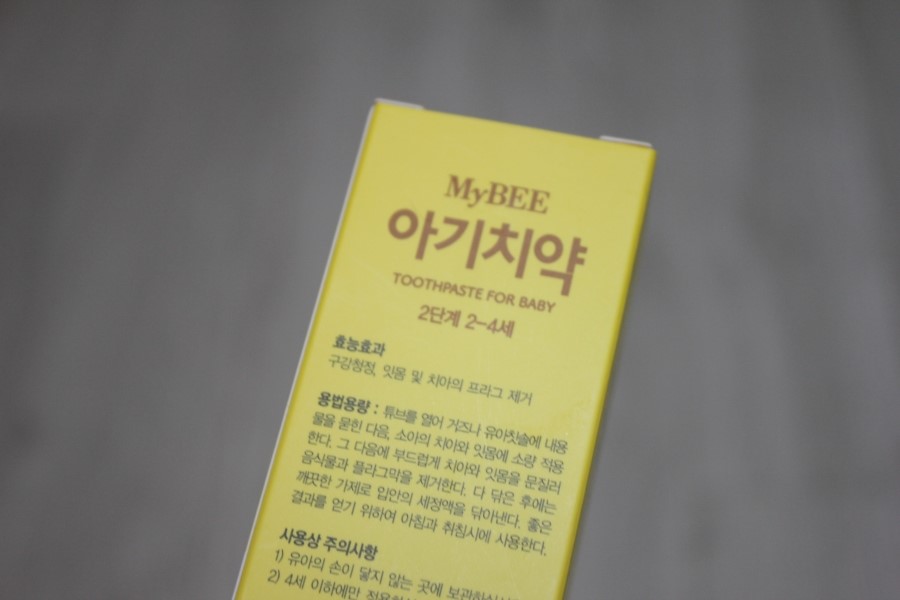 MyBEE
아기치약
TOOTHPASTE FOR BABY
2단계 2-4세
효능효과
구강청정, 잇몸 및 치아의 프라그 제거
용법용량 : 튜브를 열어 거즈나 유아칫솔에 내용
물을 묻힌 다음, 소아의 치아와 잇몸에 소량 적용
한다. 그 다음에 부드럽게 치아와 잇몸을 문질러
음식물과 플라그막을 제거한다. 다 닦은 후에는
깨끗한 가제로 입안의 세정액을 닦아낸다. 좋은
결과를 얻기 위하여 아침과 취침시에 사용한다.
사용상 주의사항
1) 유아의 손이 닿지 않는 곳에 보관하십시
2) 4세 이하에만